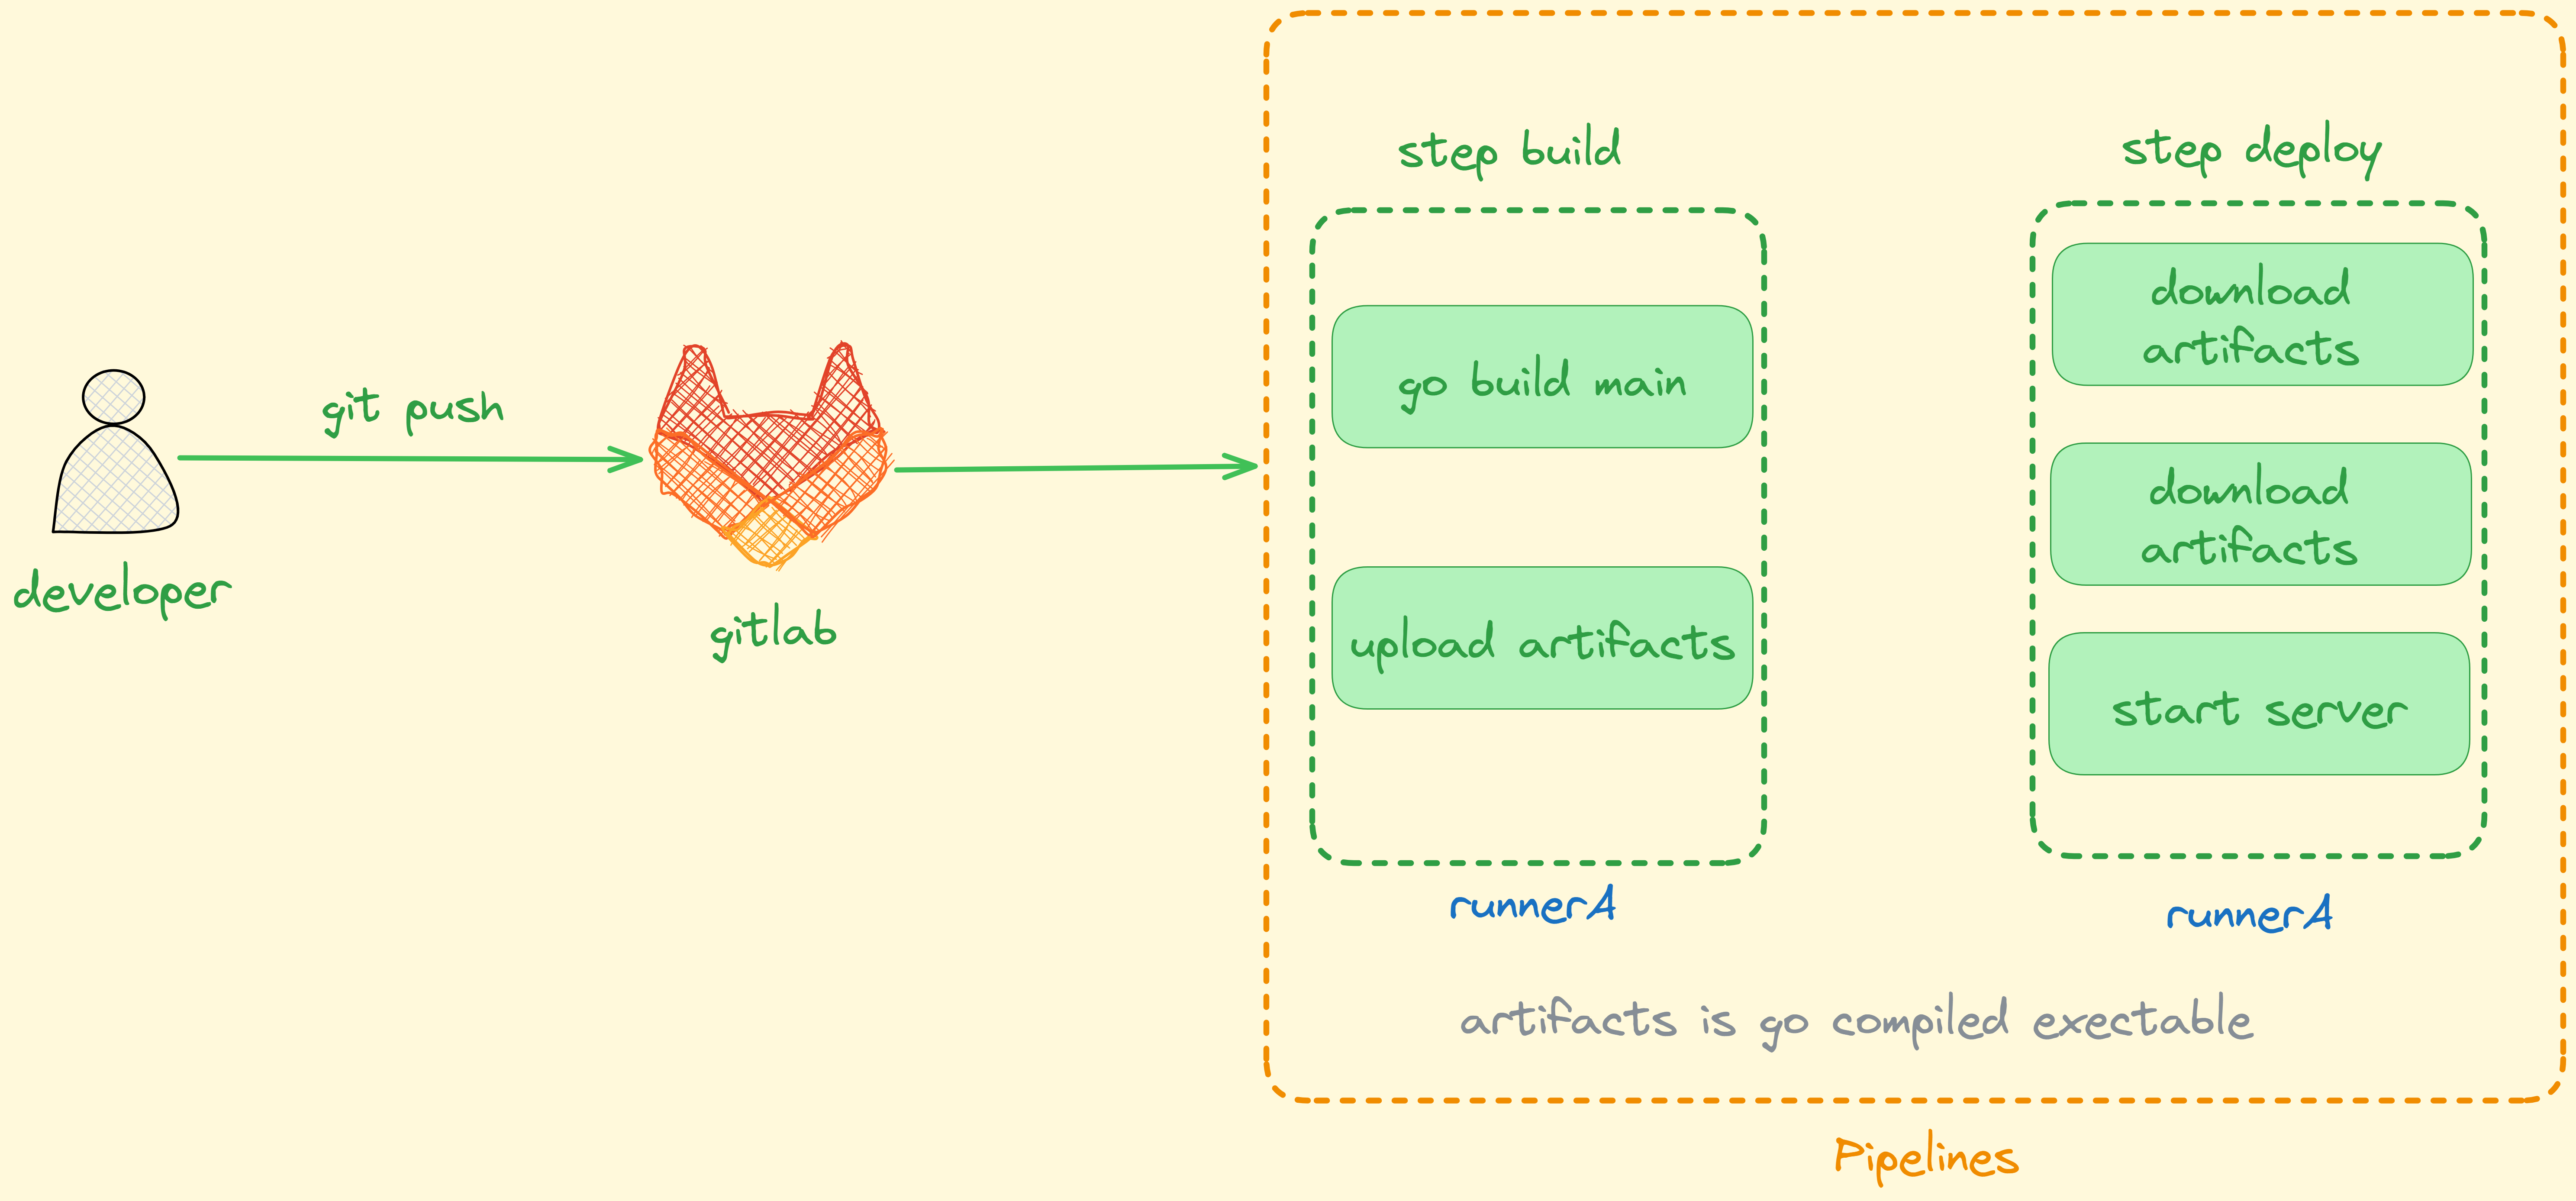 developer
git push
gitlab
step build
go build main
upload artifacts
runnerA
step deploy
download
artifacts
download
artifacts
start server
runnerA
artifacts is go compiled exectable
Pipelines